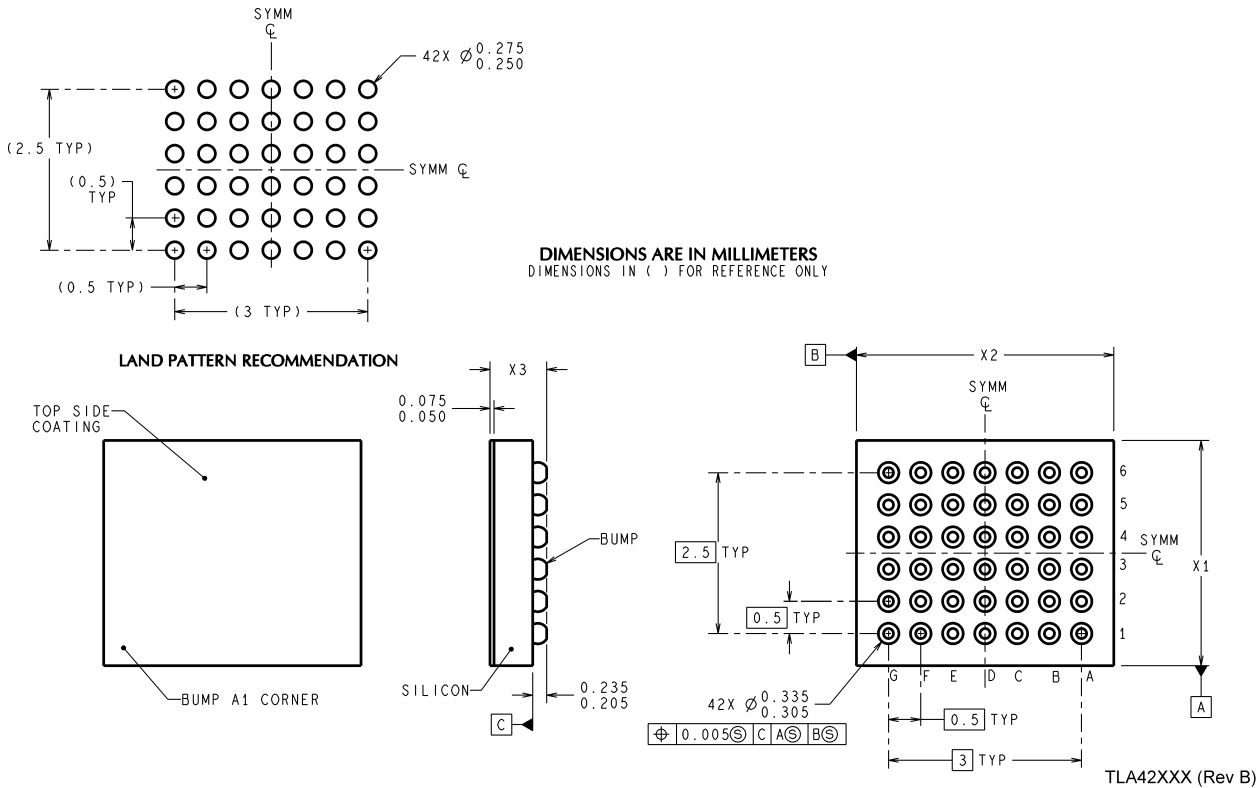 SYMM
℄
42X Ø 0.275
0.250
(2.5 TYP)
SYMM ℄
(0.5)
TYP
(0.5 TYP)
(3 TYP)
DIMENSIONS ARE IN MILLIMETERS
DIMENSIONS IN ( ) FOR REFERENCE ONLY
LAND PATTERN RECOMMENDATION
TOP SIDE
COATING
BUMP A1 CORNER
X3
0.075
0.050
BUMP
SILICON
0.235
0.205
C
B
X2
SYMM
℄
6
5
4
3
2
1
SYMM
℄
X1
2.5 TYP
0.5 TYP
G F E D C B A
42X Ø 0.335
0.305
⌖ 0.005Ⓢ C AⓈ BⓈ
0.5 TYP
3 TYP
A
TLA42XXX (Rev B)